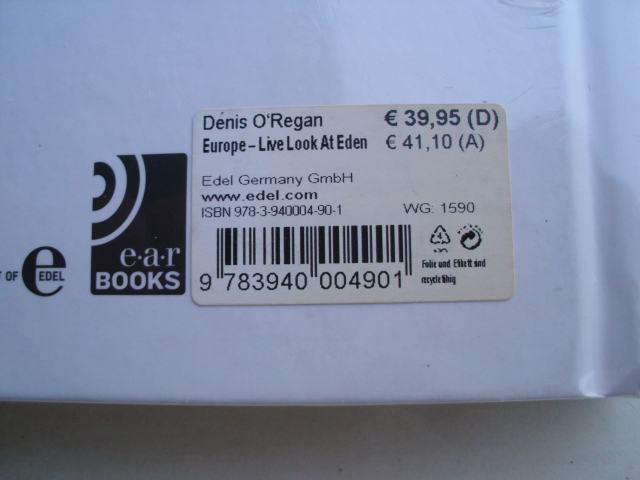 Denis O'Regan € 39,95 (D)
Europe – Live Look At Eden € 41,10 (A)
Edel Germany GmbH
www.edel.com
ISBN 978-3-940004-90-1 WG: 1590
9 783940 004901
Folie und Etikett sind
recyclefähig
e·a·r
BOOKS
T OF e EDEL